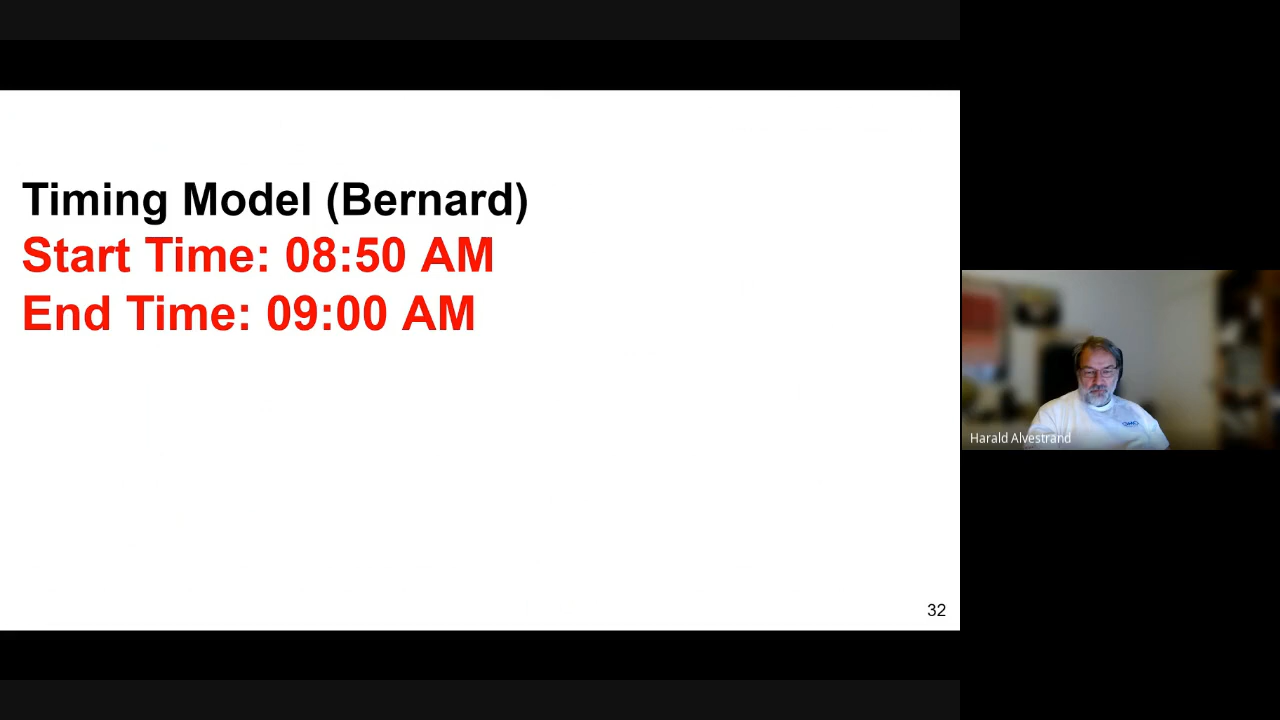 Timing Model (Bernard)
Start Time: 08:50 AM
End Time: 09:00 AM
32
Harald Alvestrand